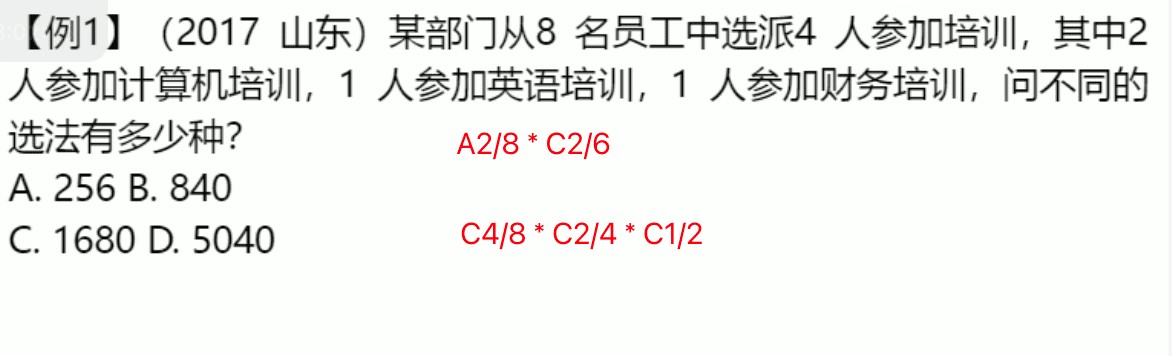 【例1】（2017 山东）某部门从8 名员工中选派4 人参加培训，其中2
人参加计算机培训，1 人参加英语培训，1 人参加财务培训，问不同的
选法有多少种？
A2/8 * C2/6
A. 256 B. 840
C. 1680 D. 5040
C4/8 * C2/4 * C1/2